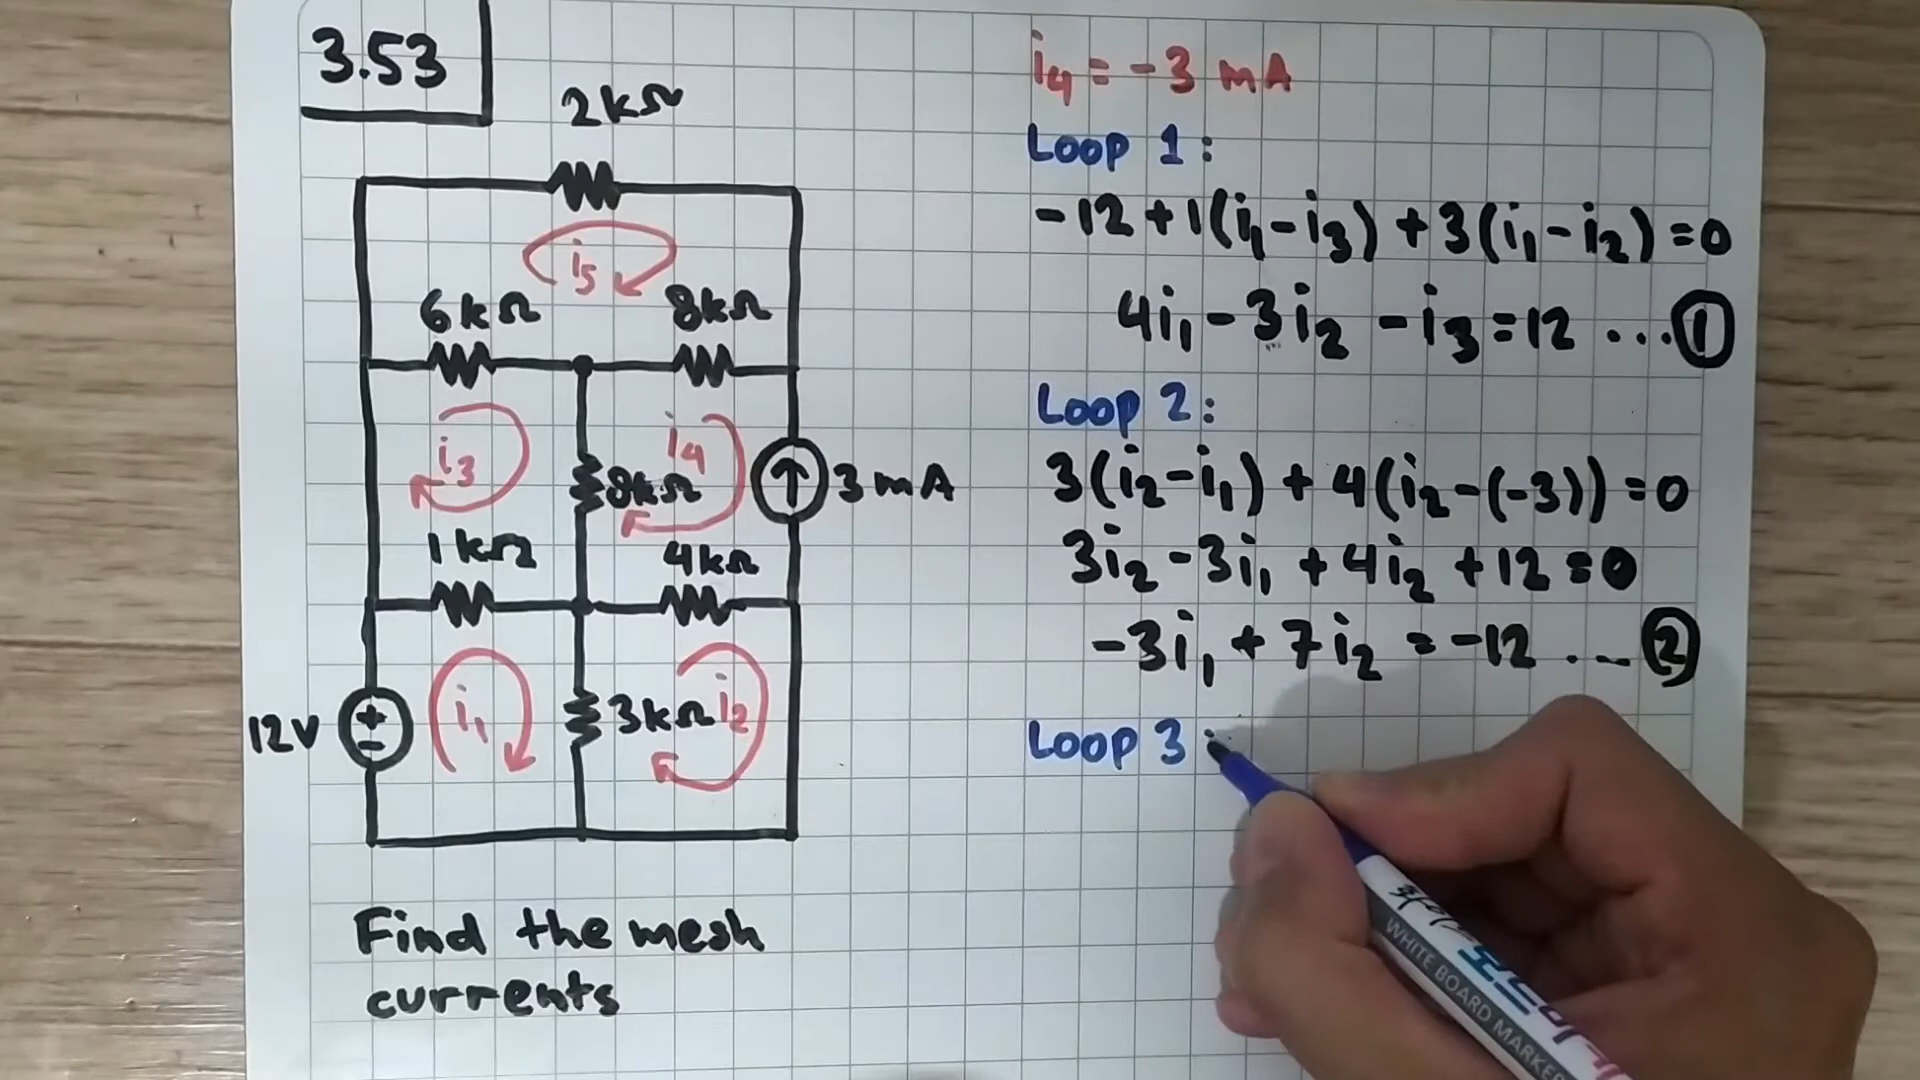 3.53
2kΩ
i5
6kΩ
8kΩ
i3
i4
8kΩ
3mA
1kΩ
4kΩ
12V
+
-
i1
3kΩ
i2
Find the mesh
currents
i4 = -3 mA
Loop 1:
-12+1(i1-i3)+3(i1-i2)=0
4i1-3i2-i3=12 ...①
Loop 2:
3(i2-i1)+4(i2-(-3))=0
3i2-3i1+4i2+12=0
-3i1+7i2=-12 ...②
Loop 3:
WHITE BOARD MARKER